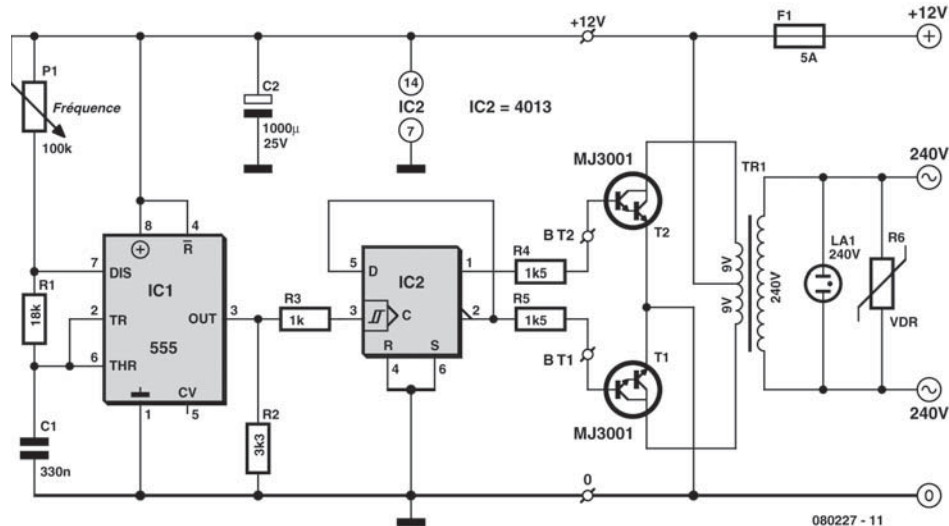 +12V
+12V
F1
5A
P1
Fréquence
100k
C2
1000µ
25V
14
IC2
7
IC2 = 4013
MJ3001
T2
TR1
240V
8
4
R
7
DIS
IC1
R1
18k
2
TR
OUT
3
555
6
THR
CV
1
5
C1
330n
R3
1k
R2
3k3
5
D
IC2
1
3
C
2
R
S
4
6
R4
1k5
R5
1k5
B T2
B T1
T1
MJ3001
9V
9V
240V
LA1
240V
R6
VDR
240V
0
0
080227 - 11